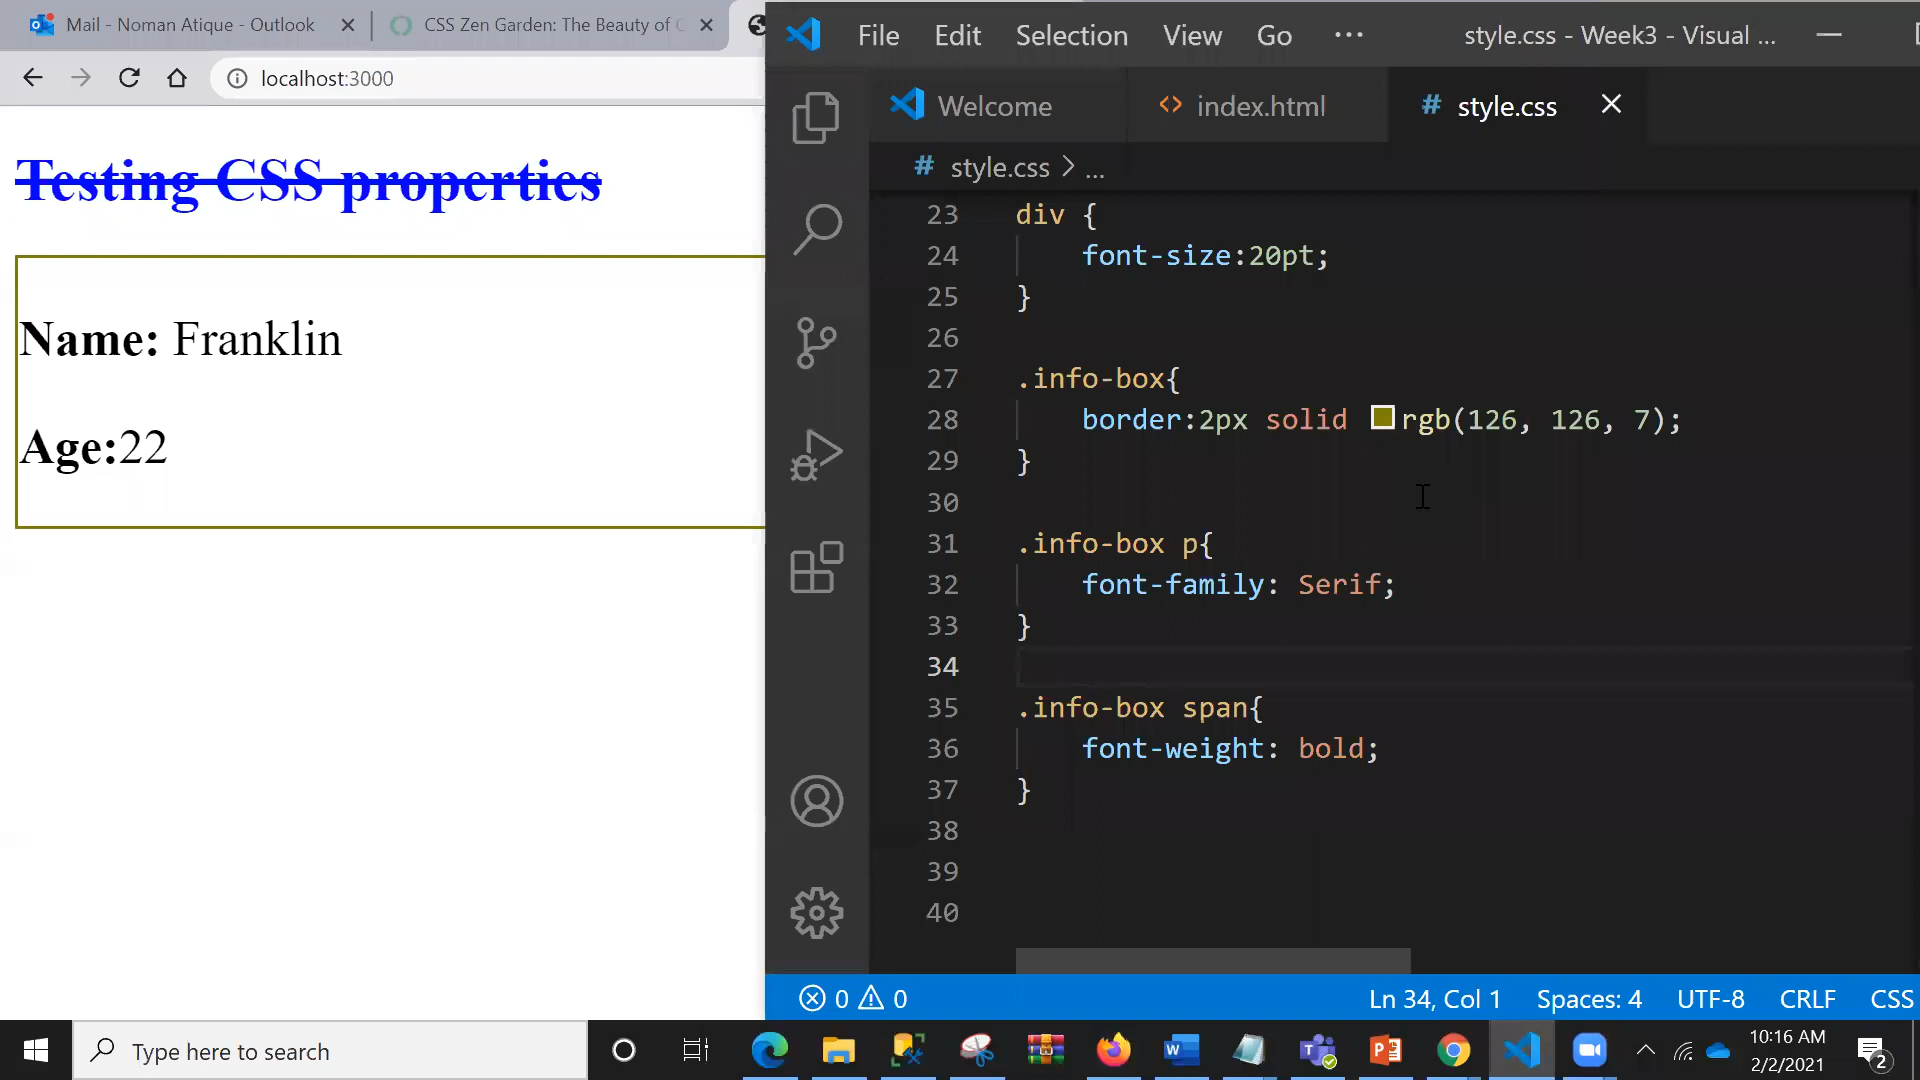 Mail - Noman Atique - Outlook
CSS Zen Garden: The Beauty of C
localhost:3000
Testing CSS properties
Name: Franklin
Age:22
File Edit Selection View Go ··· style.css - Week3 - Visual ...
Welcome
index.html
# style.css
# style.css > ...
23 div {
24 font-size:20pt;
25 }
26
27 .info-box{
28 border:2px solid rgb(126, 126, 7);
29 }
30
31 .info-box p{
32 font-family: Serif;
33 }
34
35 .info-box span{
36 font-weight: bold;
37 }
38
39
40
0 0 Ln 34, Col 1 Spaces: 4 UTF-8 CRLF CSS
Type here to search
10:16 AM
2/2/2021
2